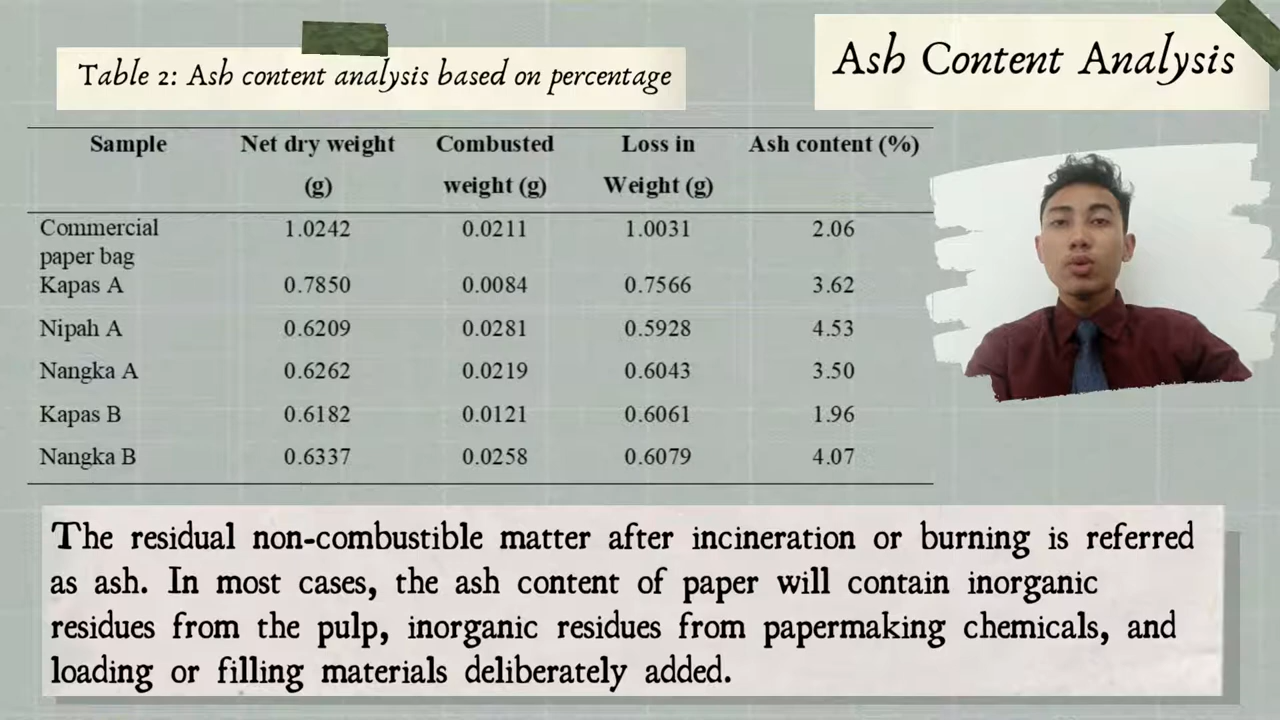 Ash Content Analysis
Table 2: Ash content analysis based on percentage
Sample Net dry weight (g) Combusted weight (g) Loss in Weight (g) Ash content (%)
Commercial paper bag 1.0242 0.0211 1.0031 2.06
Kapas A 0.7850 0.0084 0.7566 3.62
Nipah A 0.6209 0.0281 0.5928 4.53
Nangka A 0.6262 0.0219 0.6043 3.50
Kapas B 0.6182 0.0121 0.6061 1.96
Nangka B 0.6337 0.0258 0.6079 4.07
The residual non-combustible matter after incineration or burning is referred
as ash. In most cases, the ash content of paper will contain inorganic
residues from the pulp, inorganic residues from papermaking chemicals, and
loading or filling materials deliberately added.